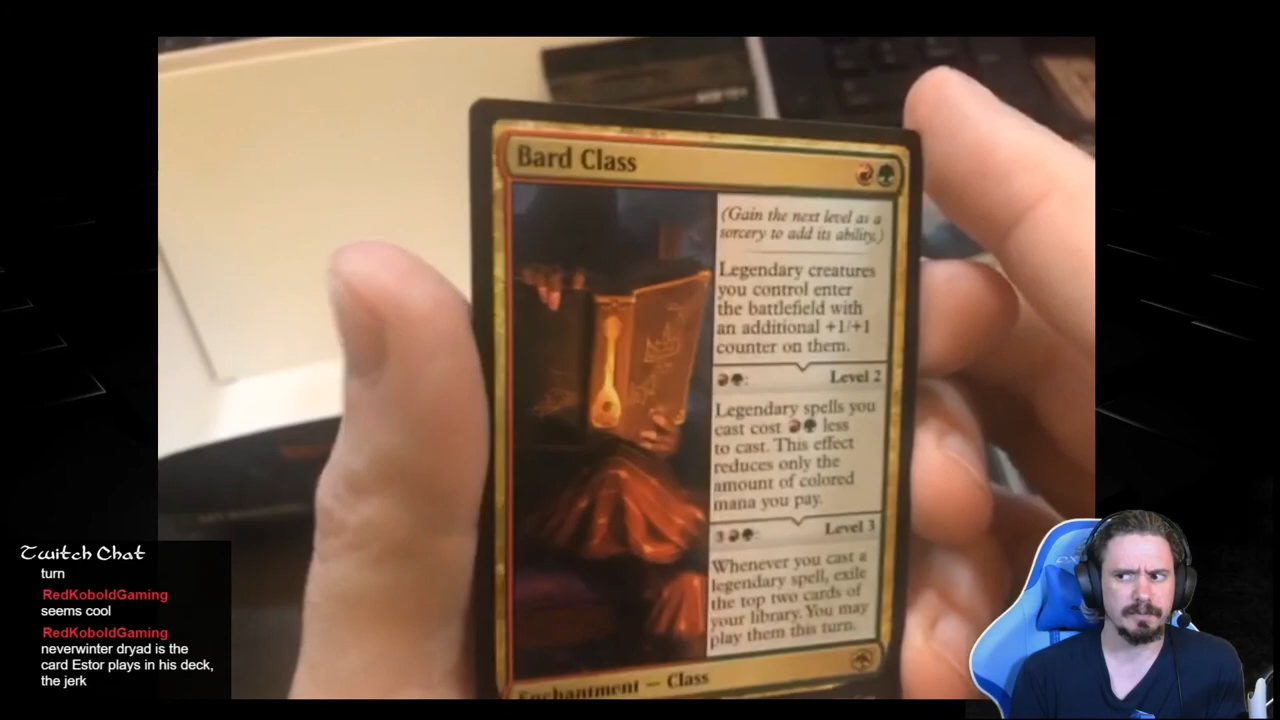 Bard Class
(Gain the next level as a
sorcery to add its ability.)
Legendary creatures
you control enter
the battlefield with
an additional +1/+1
counter on them.
: Level 2
Legendary spells you
cast cost less
to cast. This effect
reduces only the
amount of colored
mana you pay.
3 : Level 3
Whenever you cast a
legendary spell, exile
the top two cards of
your library. You may
play them this turn.
Enchantment — Class
Twitch Chat
turn
RedKoboldGaming
seems cool
RedKoboldGaming
neverwinter dryad is the
card Estor plays in his deck,
the jerk